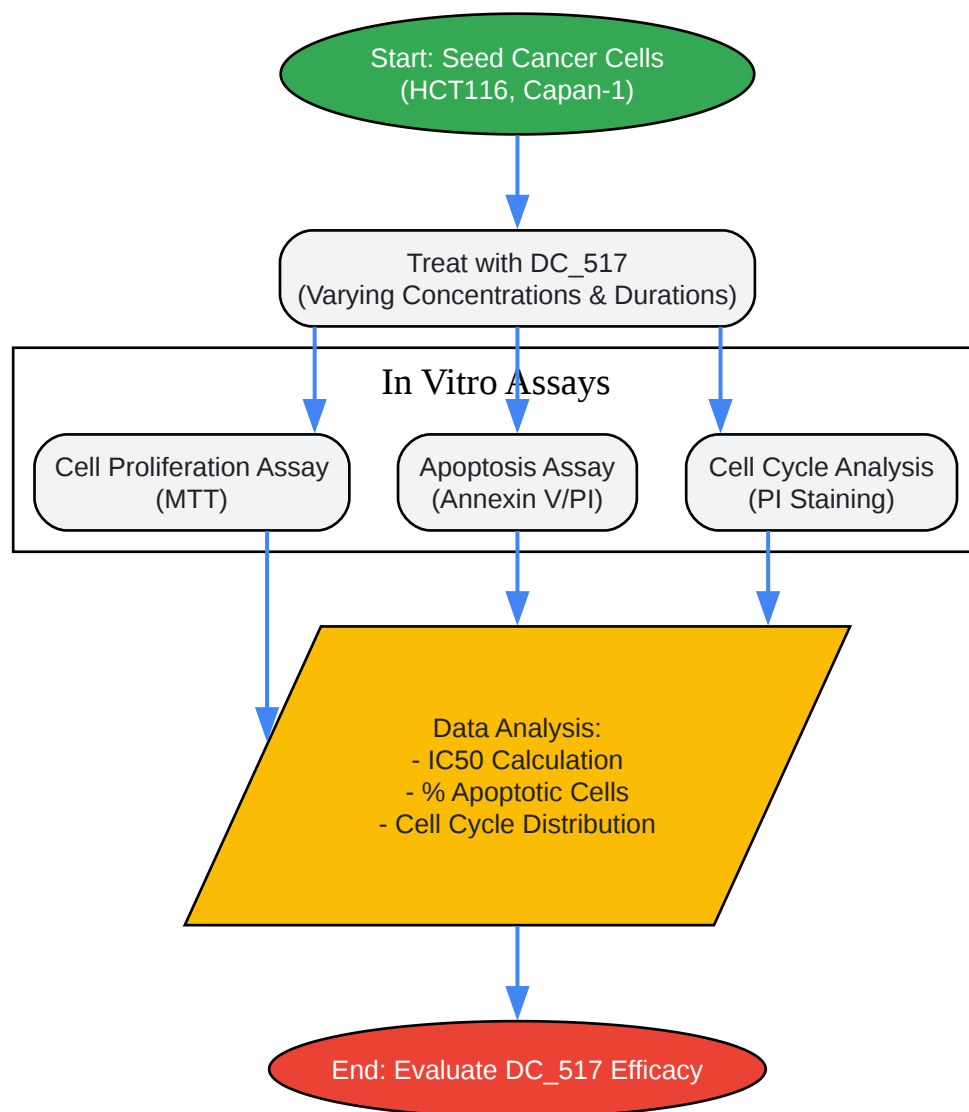 Start: Seed Cancer Cells
(HCT116, Capan-1)
Treat with DC_517
(Varying Concentrations & Durations)
In Vitro Assays
Cell Proliferation Assay
(MTT)
Apoptosis Assay
(Annexin V/PI)
Cell Cycle Analysis
(PI Staining)
Data Analysis:
- IC50 Calculation
- % Apoptotic Cells
- Cell Cycle Distribution
End: Evaluate DC_517 Efficacy